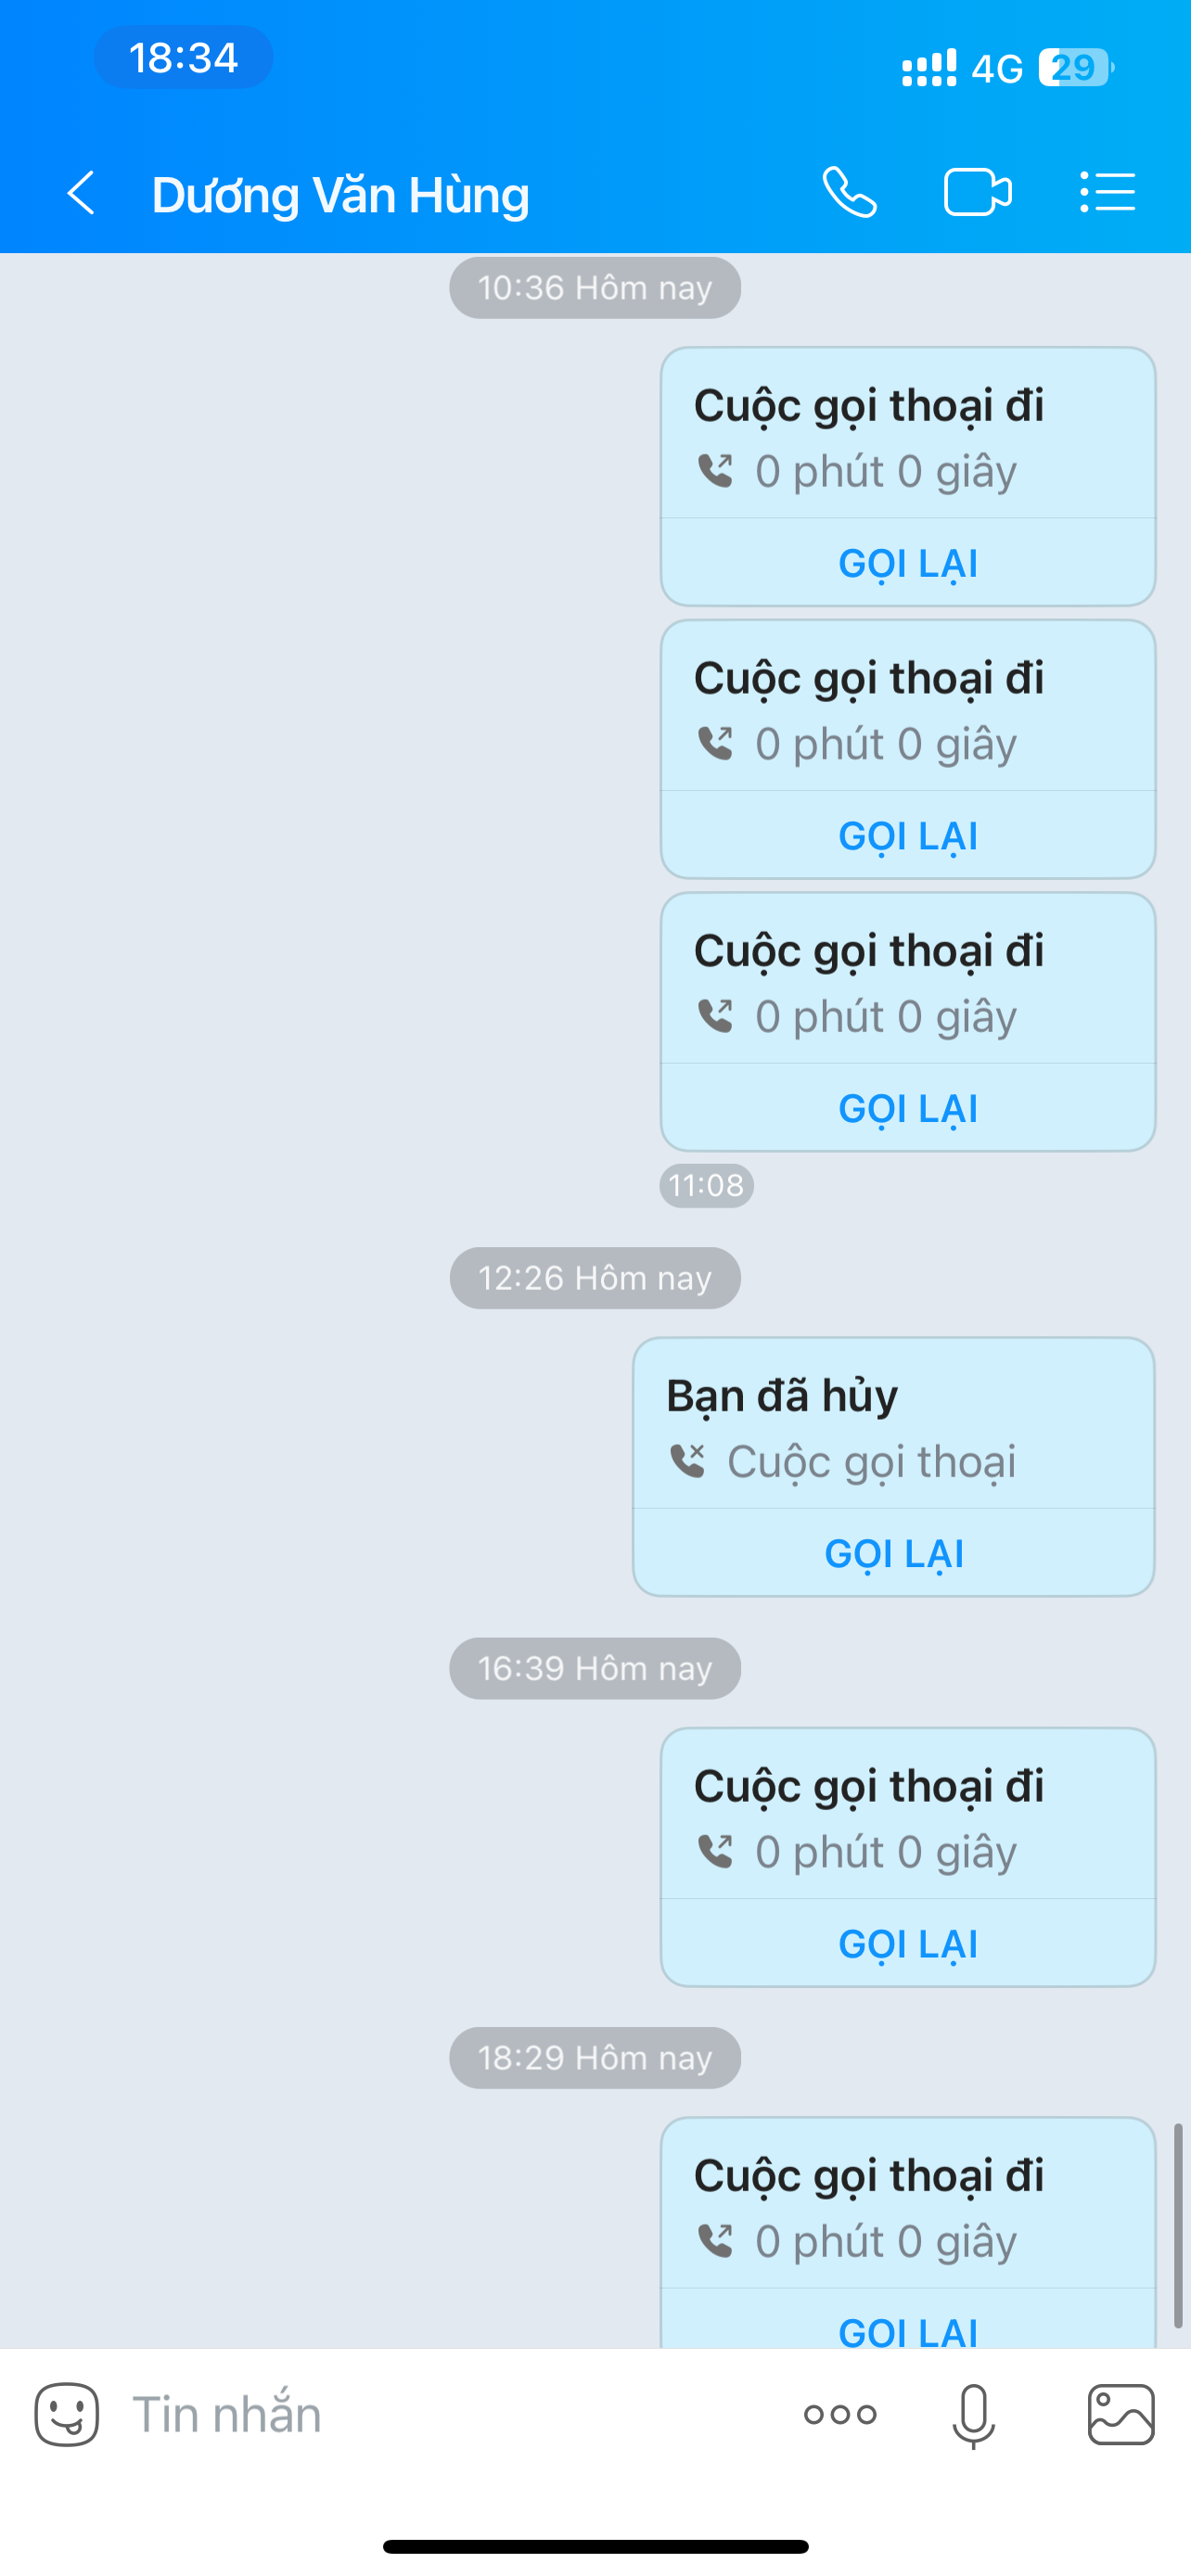 18:34
4G 29
Dương Văn Hùng
10:36 Hôm nay
Cuộc gọi thoại đi
0 phút 0 giây
GỌI LẠI
Cuộc gọi thoại đi
0 phút 0 giây
GỌI LẠI
Cuộc gọi thoại đi
0 phút 0 giây
GỌI LẠI
11:08
12:26 Hôm nay
Bạn đã hủy
Cuộc gọi thoại
GỌI LẠI
16:39 Hôm nay
Cuộc gọi thoại đi
0 phút 0 giây
GỌI LẠI
18:29 Hôm nay
Cuộc gọi thoại đi
0 phút 0 giây
GỌI LẠI
Tin nhắn